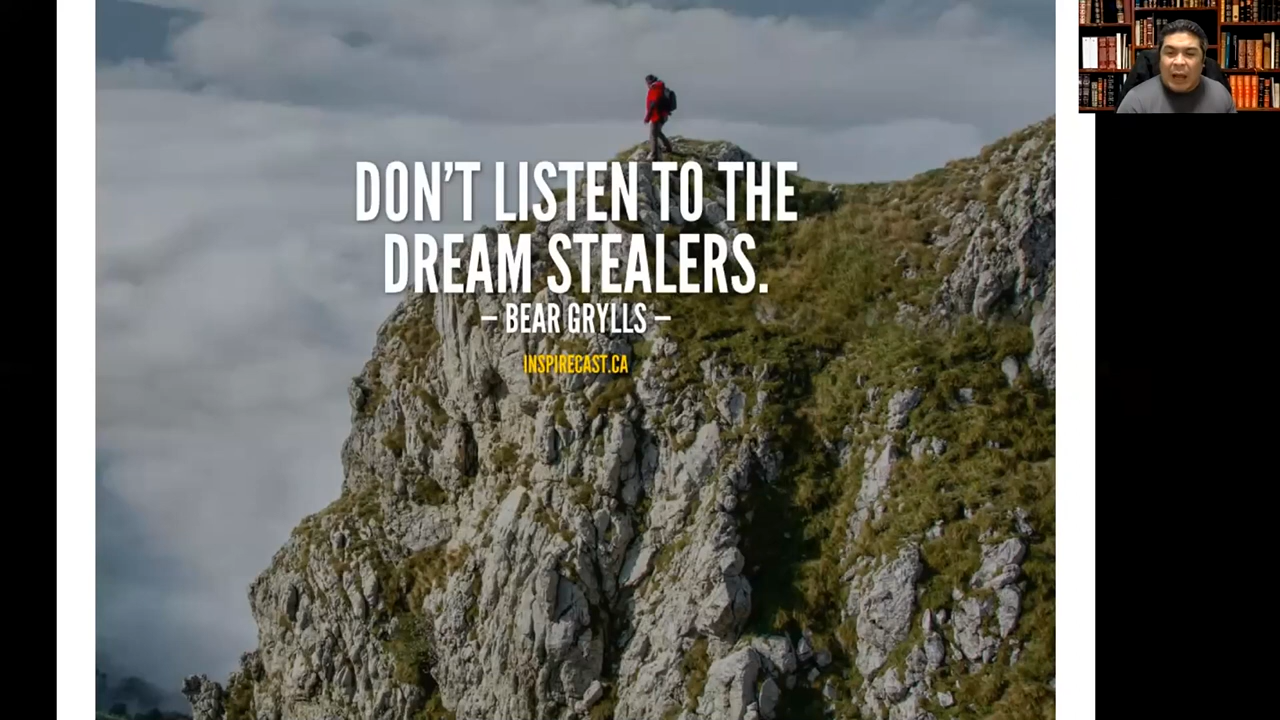 DON'T LISTEN TO THE
DREAM STEALERS.
– BEAR GRYLLS –
INSPIRECAST.CA